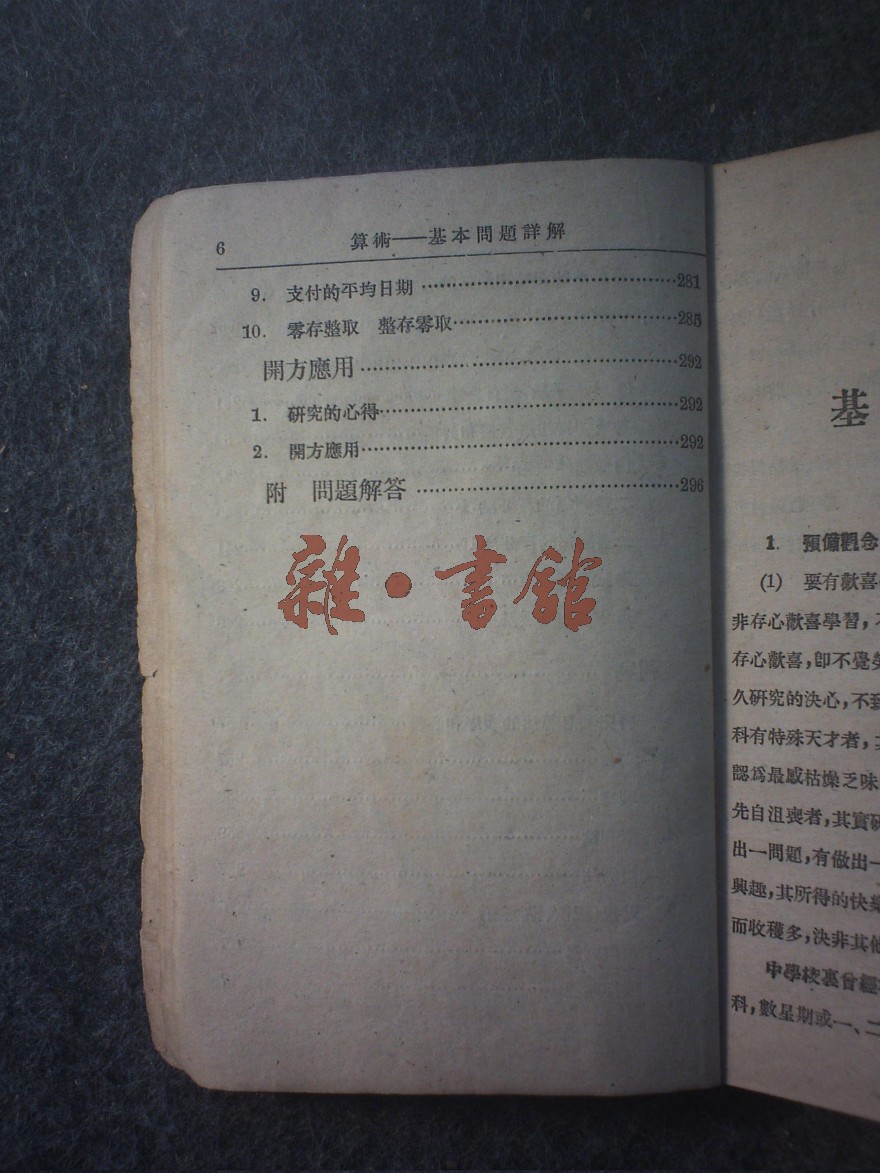 6 算術——基本問題詳解
9. 支付的平均日期……281
10. 零存整取 整存零取……285
開方應用……292
1. 研究的心得……292
2. 開方應用……292
附 問題解答……296
雜·書館
基
1. 預備觀念
(1) 要有歡喜
非存心歡喜學習，
存心歡喜，即不覺
久研究的決心，不
科有特殊天才者，
認爲最感枯燥乏味
先自沮喪者，其實研
出一問題，有做出一
興趣，其所得的快樂
而收穫多，決非其他
中學校裏曾經
科，數星期或一、二